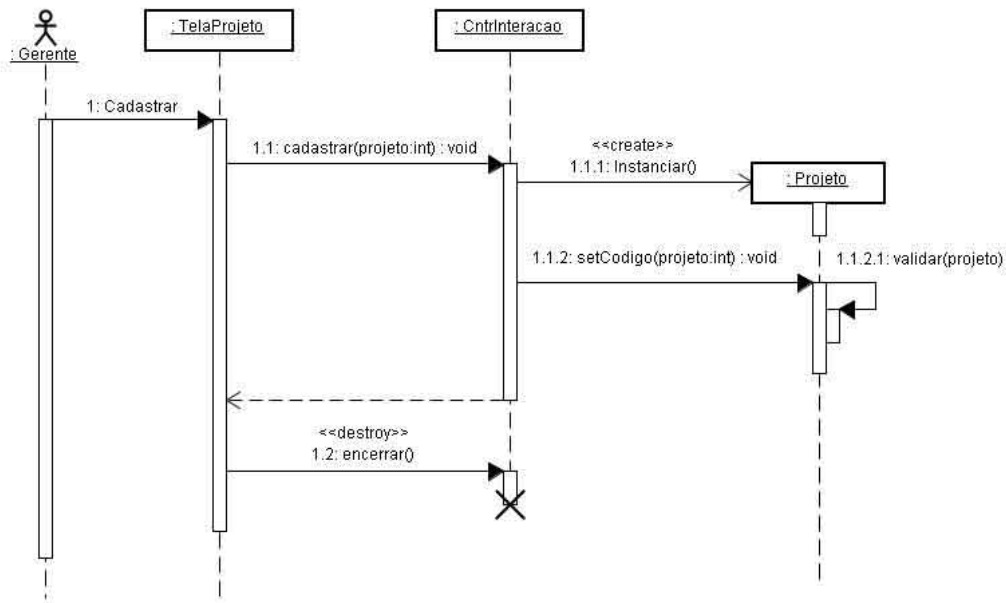 : Gerente
: TelaProjeto
: CntrlInteracao
1: Cadastrar
1.1: cadastrar(projeto:int) : void
<<create>>
1.1.1: Instanciar()
: Projeto
1.1.2: setCodigo(projeto:int) : void
1.1.2.1: validar(projeto)
<<destroy>>
1.2: encerrar()